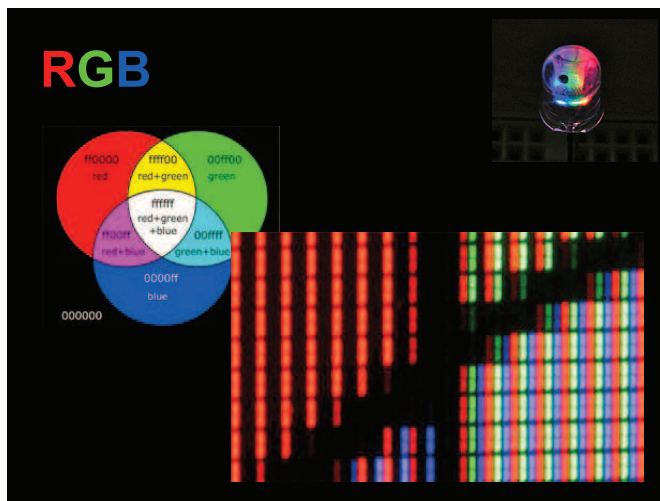 RGB
ff0000
red
ffff00
red+green
00ff00
green
ffffff
red+green
+blue
ff00ff
red+blue
00ffff
green+blue
0000ff
blue
000000